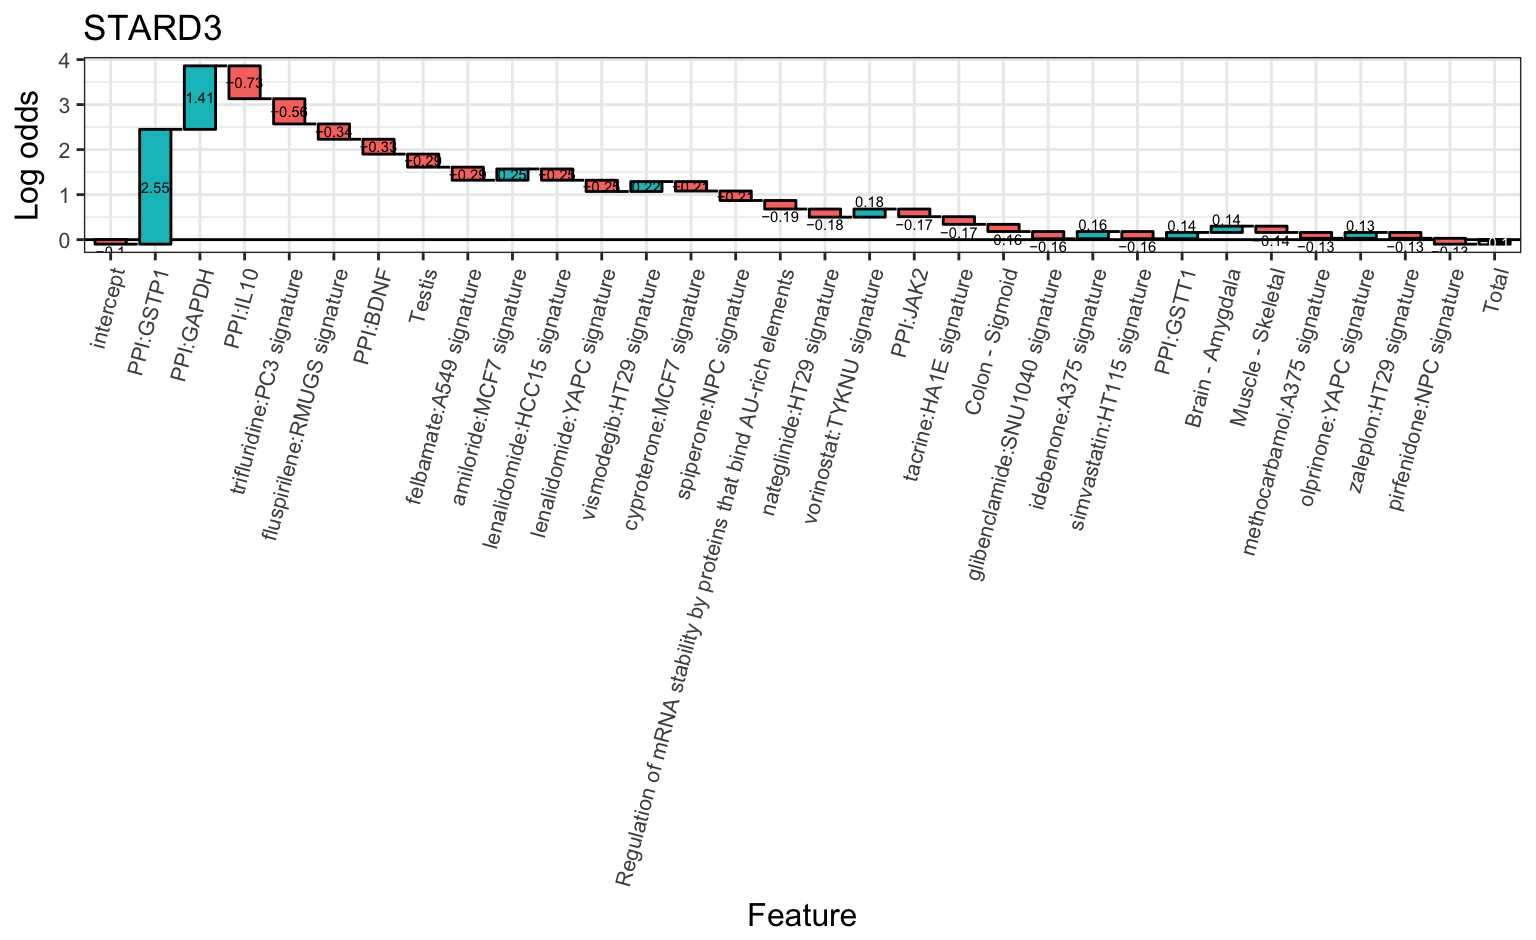 STARD3
Log odds
4
3
2
1
0
−0.1
2.55
1.41
−0.73
−0.56
−0.34
−0.33
−0.29
−0.29
0.25
−0.25
−0.25
0.22
−0.21
−0.21
−0.19
−0.18
0.18
−0.17
−0.17
−0.16
−0.16
0.16
−0.16
0.14
0.14
−0.14
−0.13
0.13
−0.13
−0.13
intercept
PPI:GSTP1
PPI:GAPDH
PPI:IL10
trifluridine:PC3 signature
fluspirilene:RMUGS signature
PPI:BDNF
Testis
felbamate:A549 signature
amiloride:MCF7 signature
lenalidomide:HCC15 signature
lenalidomide:YAPC signature
vismodegib:HT29 signature
cyproterone:MCF7 signature
spiperone:NPC signature
Regulation of mRNA stability by proteins that bind AU-rich elements
nateglinide:HT29 signature
vorinostat:TYKNU signature
PPI:JAK2
tacrine:HA1E signature
Colon - Sigmoid
glibenclamide:SNU1040 signature
idebenone:A375 signature
simvastatin:HT115 signature
PPI:GSTT1
Brain - Amygdala
Muscle - Skeletal
methocarbamol:A375 signature
olprinone:YAPC signature
zaleplon:HT29 signature
pirfenidone:NPC signature
Total
Feature